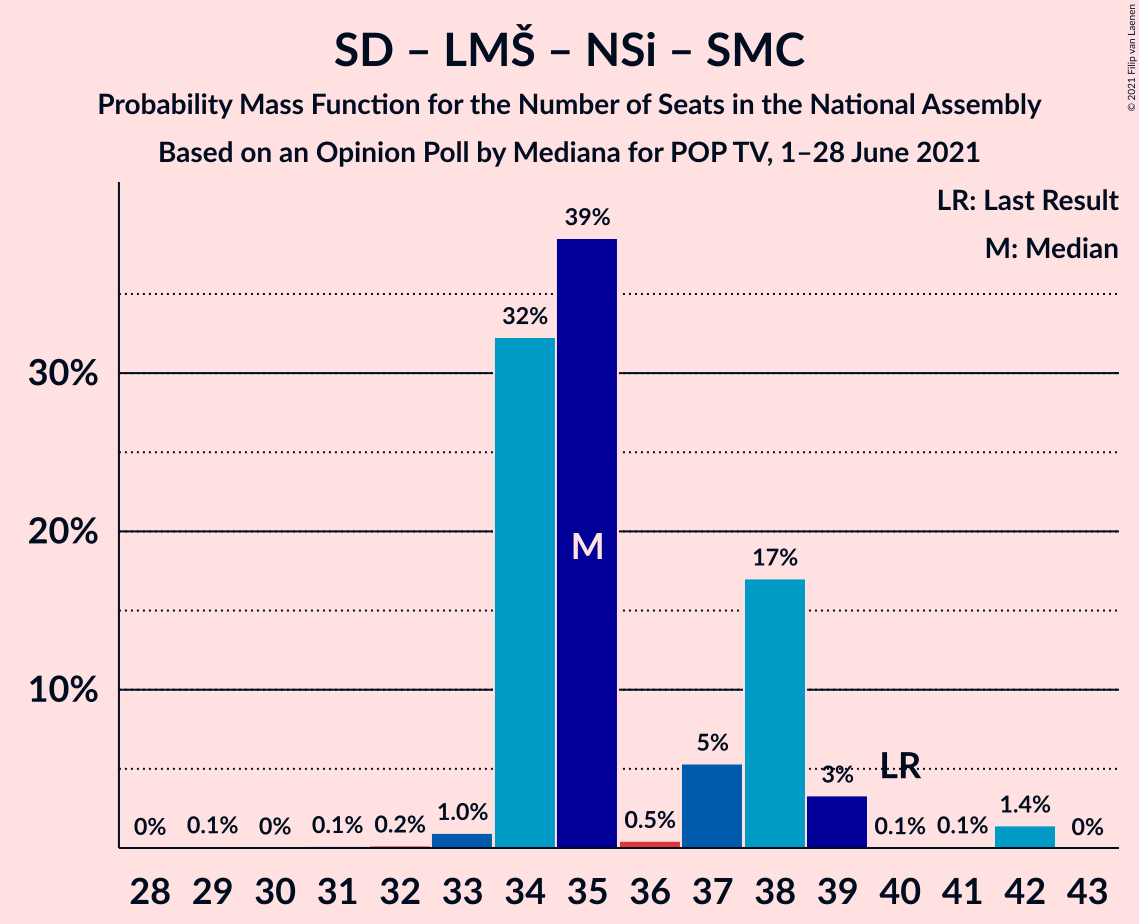 SD – LMŠ – NSi – SMC
Probability Mass Function for the Number of Seats in the National Assembly
Based on an Opinion Poll by Mediana for POP TV, 1–28 June 2021
© 2021 Filip van Laenen
LR: Last Result
M: Median
30%
20%
10%
0%
0.1%
0%
0.1%
0.2%
1.0%
32%
39%
M
0.5%
5%
17%
3%
LR
0.1%
0.1%
1.4%
0%
28 29 30 31 32 33 34 35 36 37 38 39 40 41 42 43